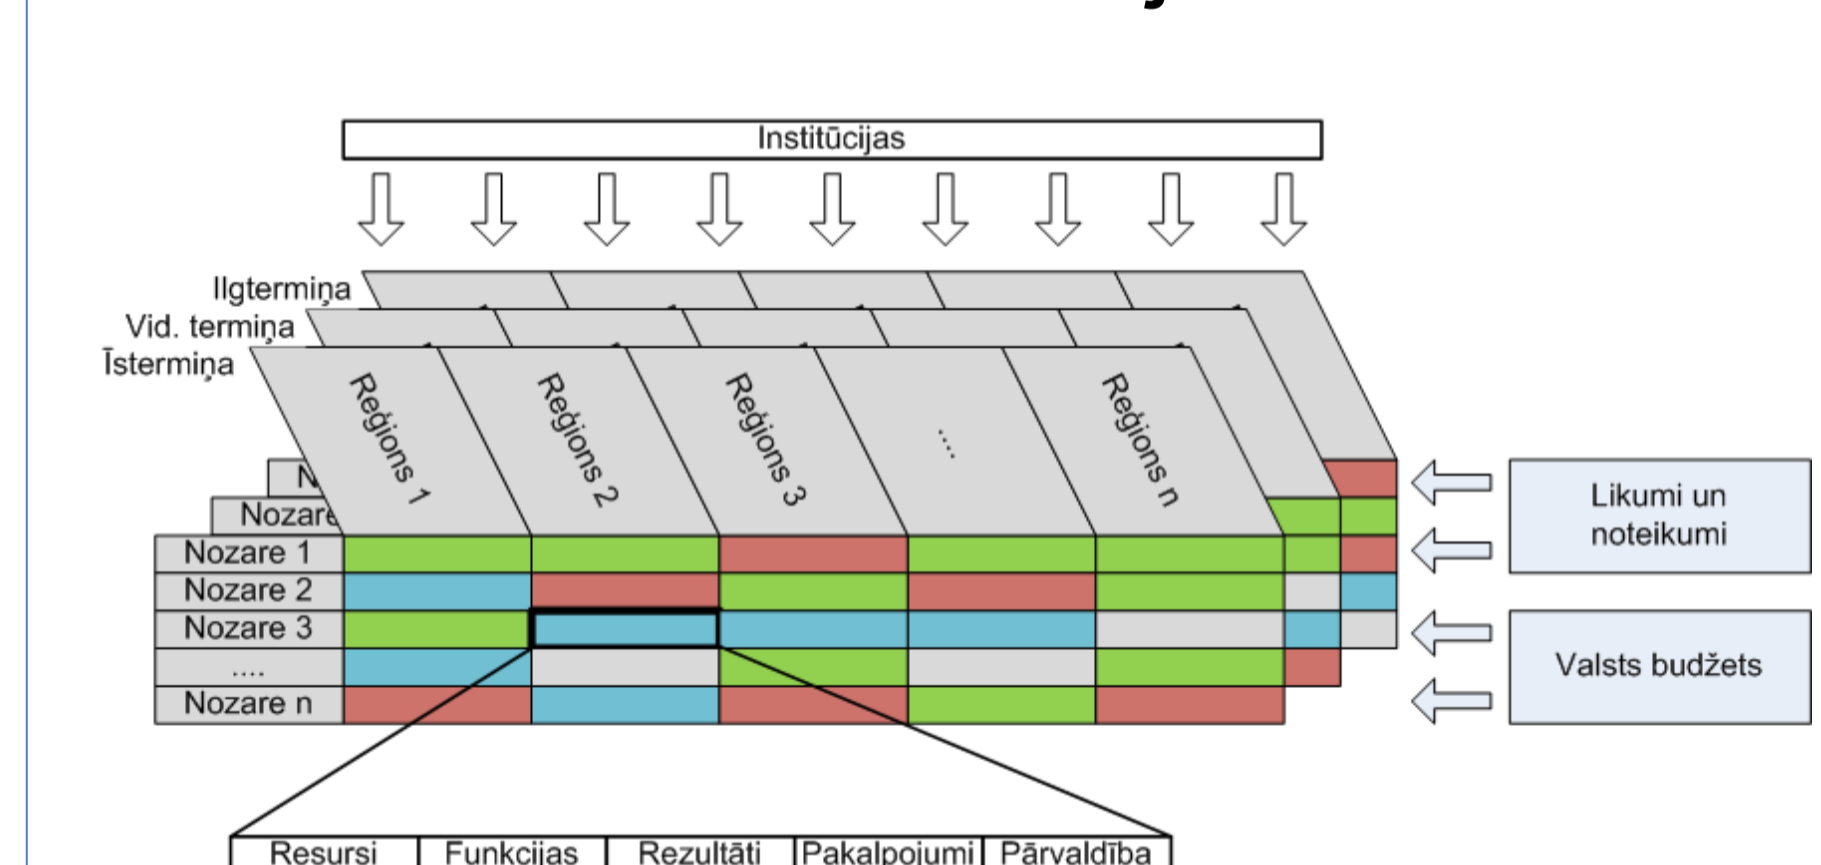 Institūcijas
Ilgtermiņa
Vid. termiņa
Īstermiņa
Reģions 1
Reģions 2
Reģions 3
....
Reģions n
N
Nozare
Nozare 1
Nozare 2
Nozare 3
....
Nozare n
Likumi un
noteikumi
Valsts budžets
Resursi Funkcijas Rezultāti Pakalpojumi Pārvaldība